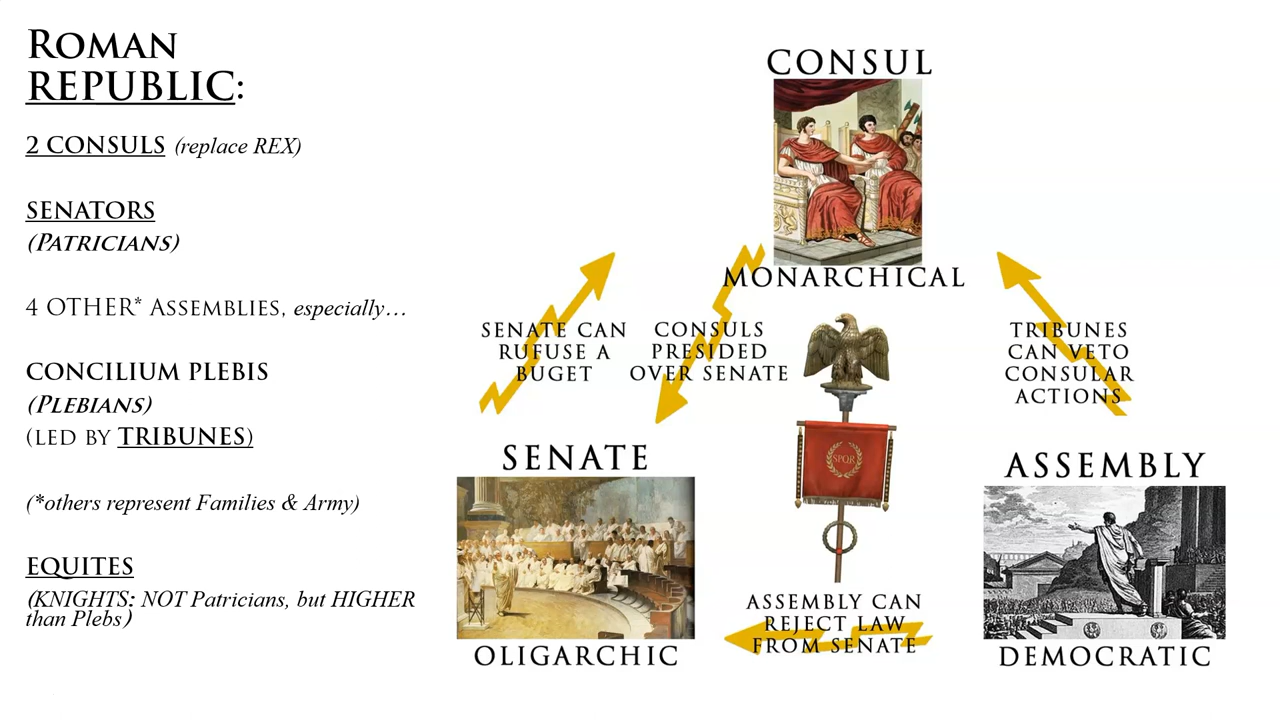 ROMAN
REPUBLIC:
2 CONSULS (replace REX)
SENATORS
(PATRICIANS)
4 OTHER* ASSEMBLIES, especially…
CONCILIUM PLEBIS
(PLEBIANS)
(LED BY TRIBUNES)
(*others represent Families & Army)
EQUITES
(KNIGHTS: NOT Patricians, but HIGHER
than Plebs)
CONSUL
MONARCHICAL
SENATE CAN
RUFUSE A
BUGET
CONSULS
PRESIDED
OVER SENATE
TRIBUNES
CAN VETO
CONSULAR
ACTIONS
SPQR
SENATE
OLIGARCHIC
ASSEMBLY CAN
REJECT LAW
FROM SENATE
ASSEMBLY
DEMOCRATIC